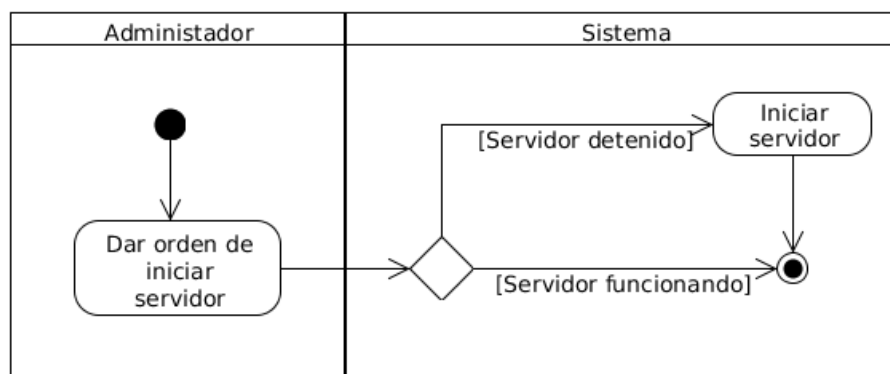 Administador
Sistema
Iniciar
servidor
[Servidor detenido]
Dar orden de
iniciar
servidor
[Servidor funcionando]